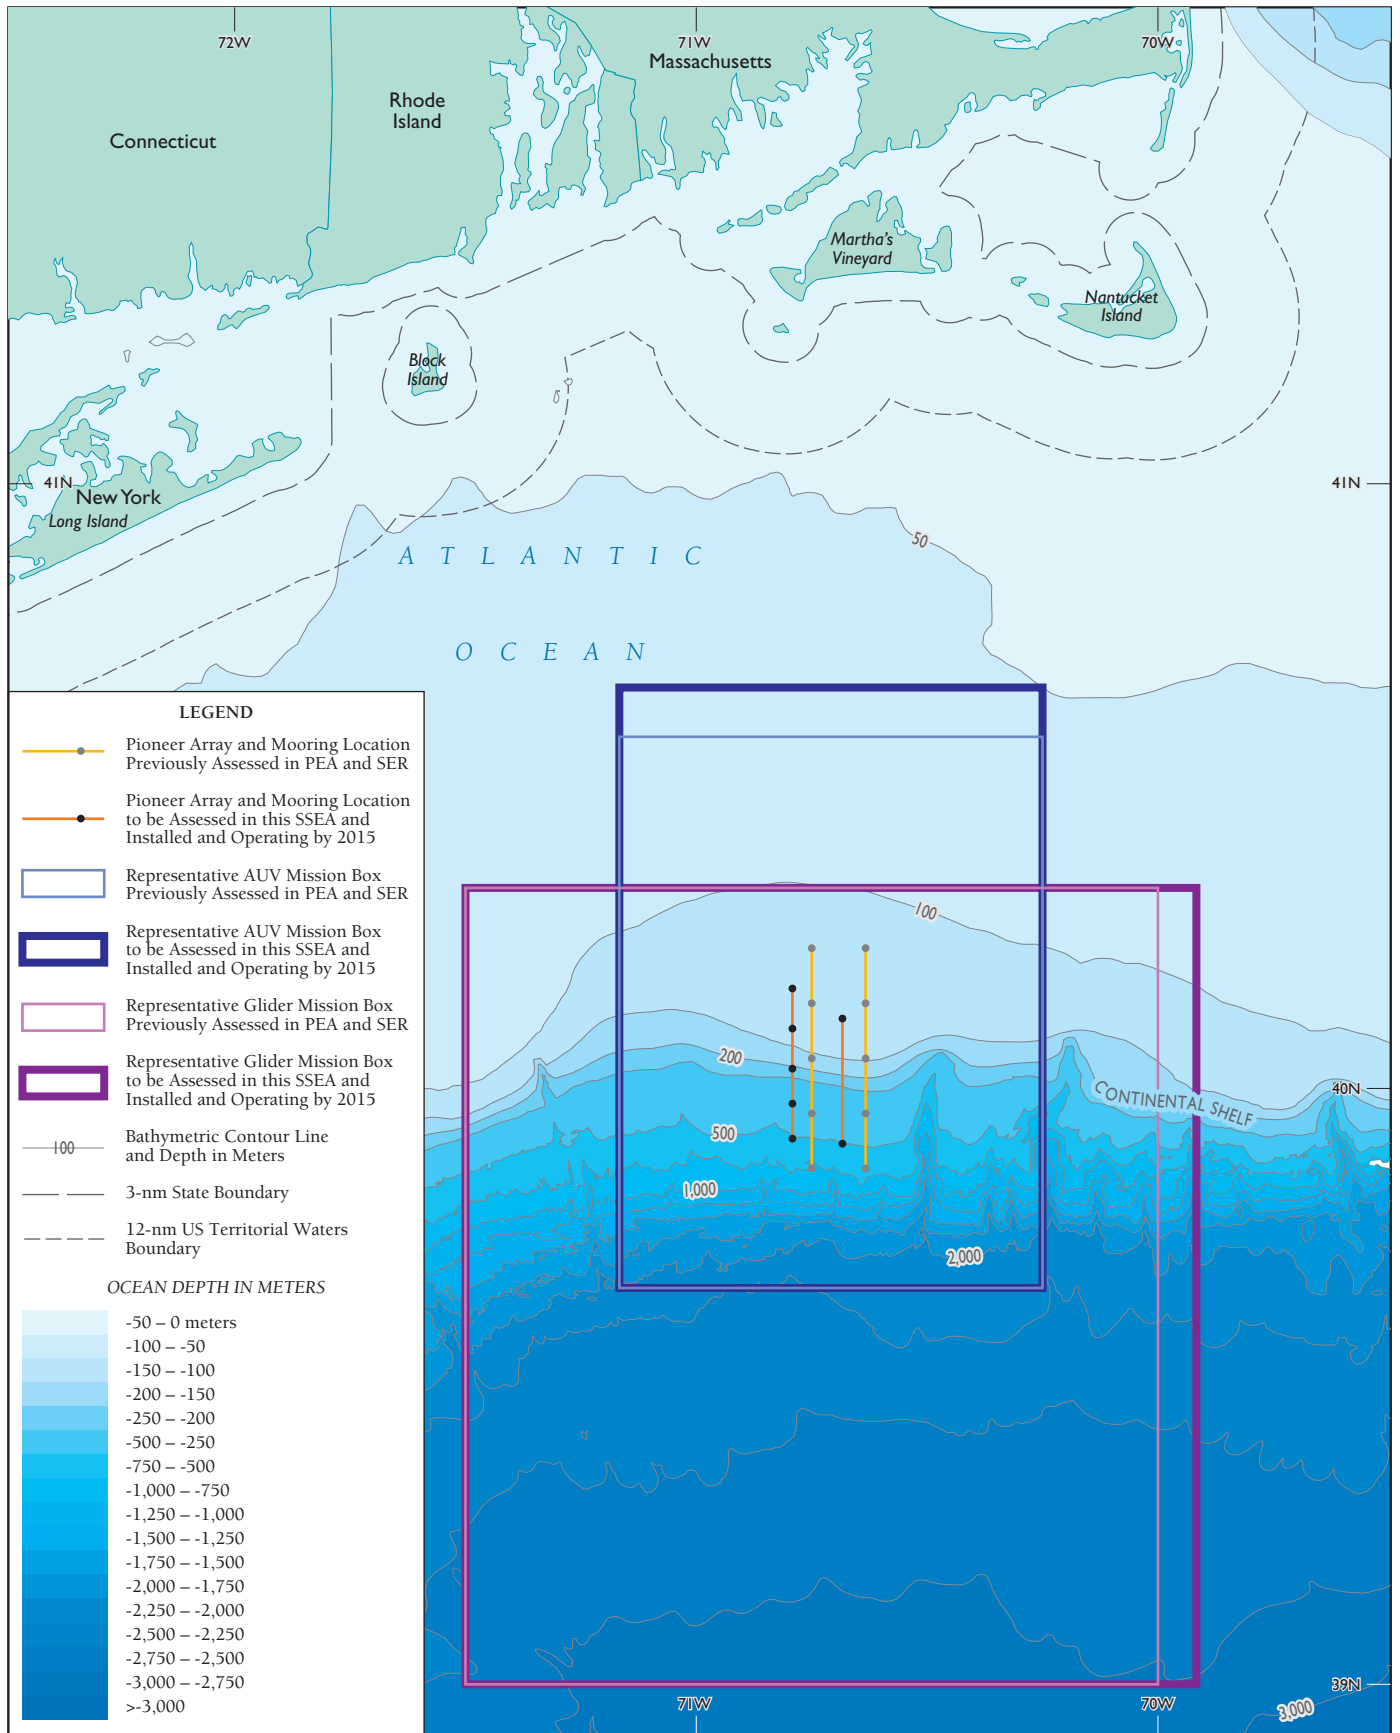 72W
71W
70W
Massachusetts
Rhode
Island
Connecticut
Martha's
Vineyard
Nantucket
Island
Block
Island
41N
41N
New York
Long Island
50
ATLANTIC
OCEAN
LEGEND
Pioneer Array and Mooring Location
Previously Assessed in PEA and SER
Pioneer Array and Mooring Location
to be Assessed in this SSEA and
Installed and Operating by 2015
Representative AUV Mission Box
Previously Assessed in PEA and SER
Representative AUV Mission Box
to be Assessed in this SSEA and
Installed and Operating by 2015
Representative Glider Mission Box
Previously Assessed in PEA and SER
Representative Glider Mission Box
to be Assessed in this SSEA and
Installed and Operating by 2015
100
Bathymetric Contour Line
and Depth in Meters
3-nm State Boundary
12-nm US Territorial Waters
Boundary
OCEAN DEPTH IN METERS
-50 – 0 meters
-100 – -50
-150 – -100
-200 – -150
-250 – -200
-500 – -250
-750 – -500
-1,000 – -750
-1,250 – -1,000
-1,500 – -1,250
-1,750 – -1,500
-2,000 – -1,750
-2,250 – -2,000
-2,500 – -2,250
-2,750 – -2,500
-3,000 – -2,750
>-3,000
100
200
500
1,000
2,000
CONTINENTAL SHELF
40N
39N
71W
70W
3,000